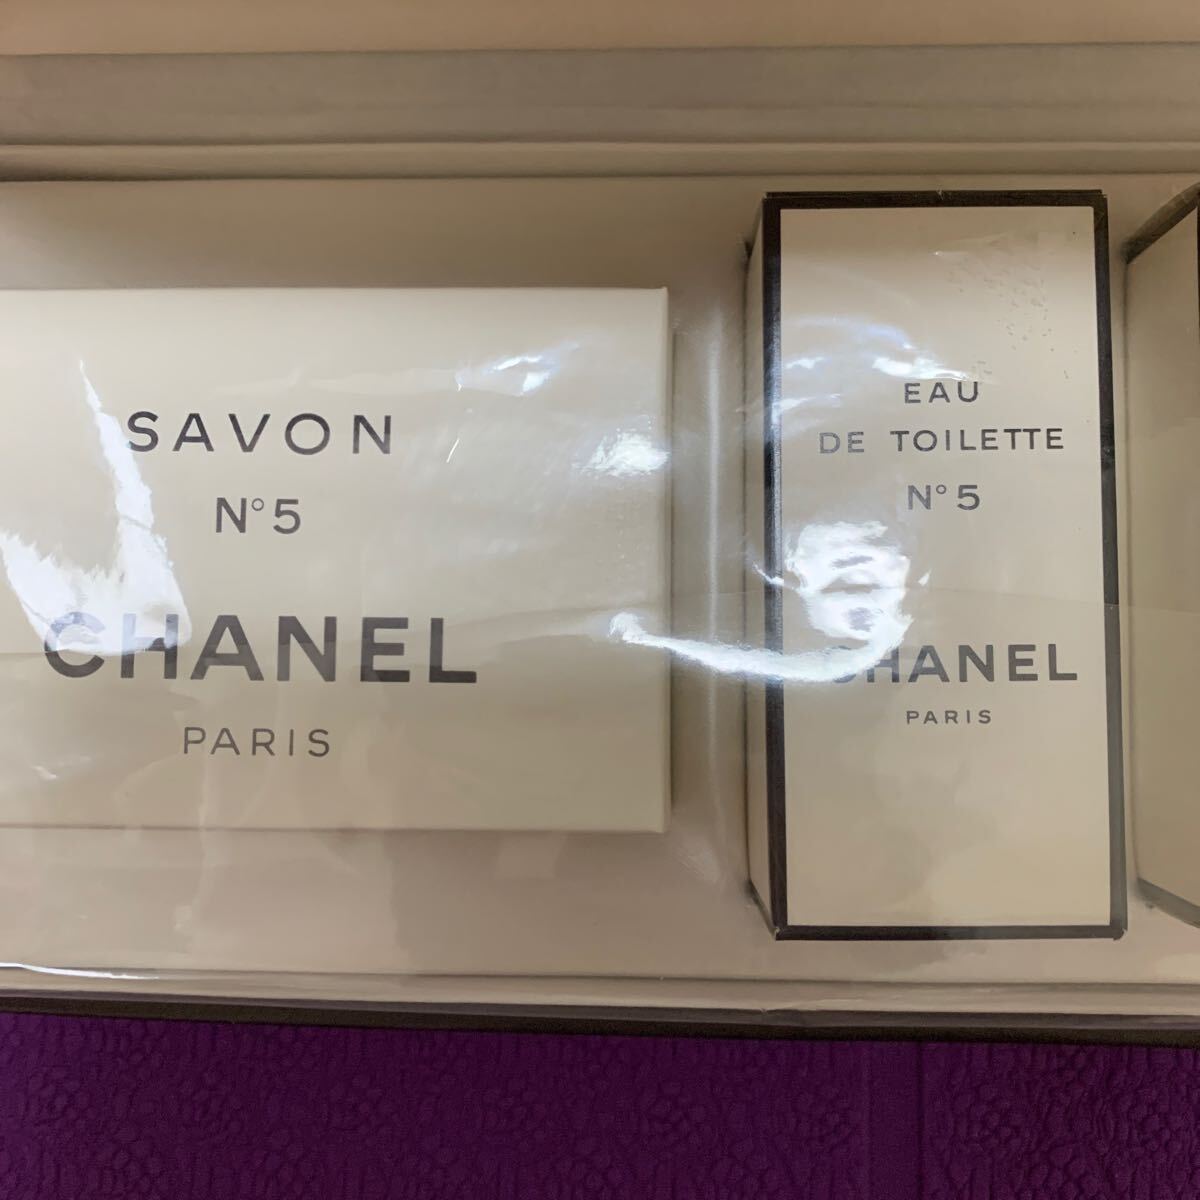 SAVON
N°5
CHANEL
PARIS
EAU
DE TOILETTE
N°5
CHANEL
PARIS